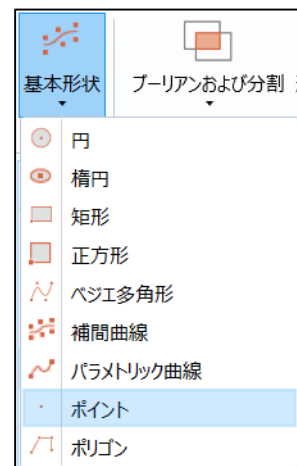 基本形状
ブーリアンおよび分割
円
楕円
矩形
正方形
ベジエ多角形
補間曲線
パラメトリック曲線
ポイント
ポリゴン